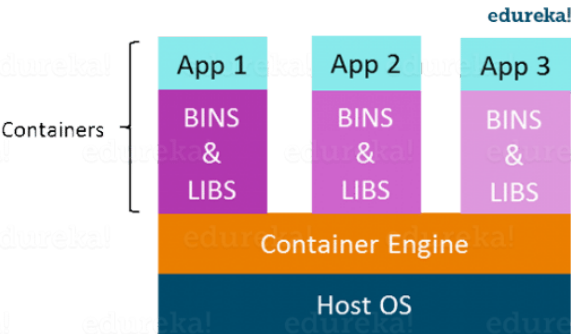 edureka!
App 1
App 2
App 3
Containers
BINS
&
LIBS
BINS
&
LIBS
BINS
&
LIBS
Container Engine
Host OS